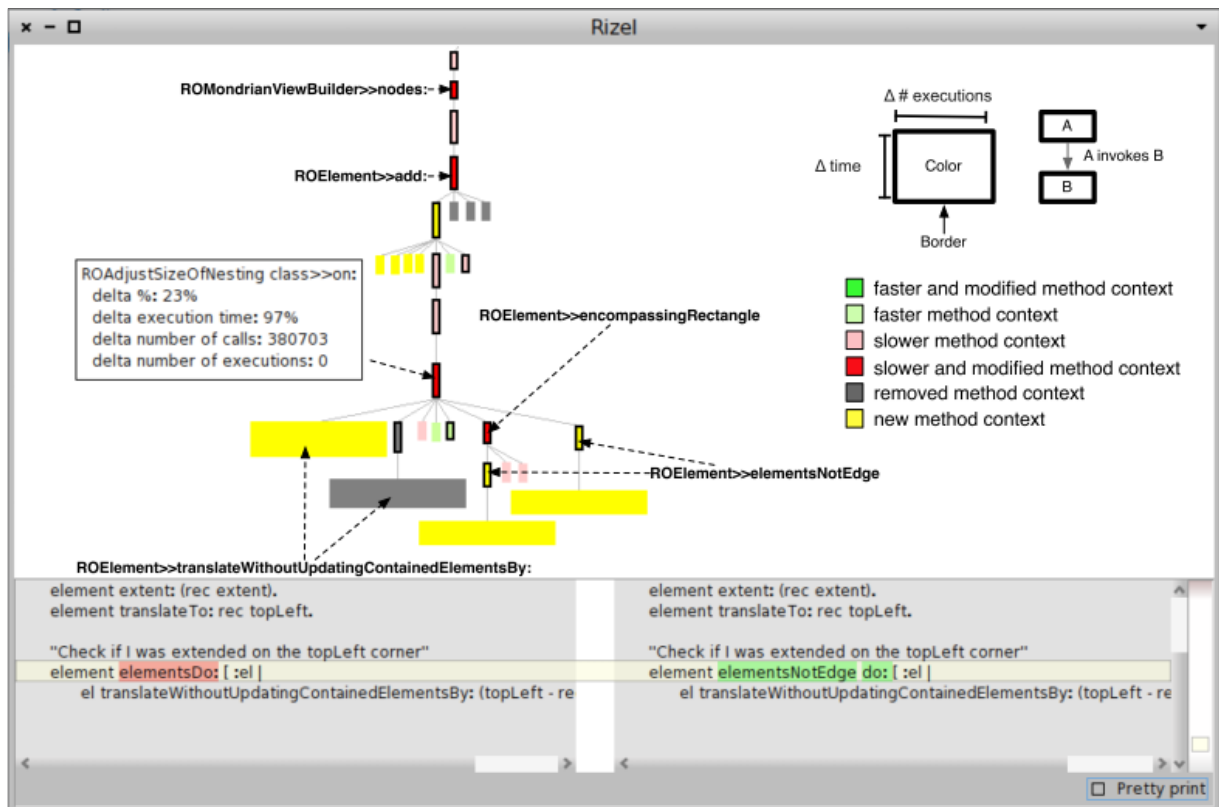 Rizel
ROMondrianViewBuilder>>nodes:
Δ # executions
A
Δ time
Color
A invokes B
ROElement>>add:
B
Border
ROAdjustSizeOfNesting class>>on:
delta %: 23%
delta execution time: 97%
delta number of calls: 380703
delta number of executions: 0
ROElement>>encompassingRectangle
faster and modified method context
faster method context
slower method context
slower and modified method context
removed method context
new method context
ROElement>>elementsNotEdge
ROElement>>translateWithoutUpdatingContainedElementsBy:
element extent: (rec extent).
element translateTo: rec topLeft.
"Check if I was extended on the topLeft corner"
element elementsDo: [ :el |
el translateWithoutUpdatingContainedElementsBy: (topLeft - re
element extent: (rec extent).
element translateTo: rec topLeft.
"Check if I was extended on the topLeft corner"
element elementsNotEdge do: [ :el |
el translateWithoutUpdatingContainedElementsBy: (topLeft - re
Pretty print